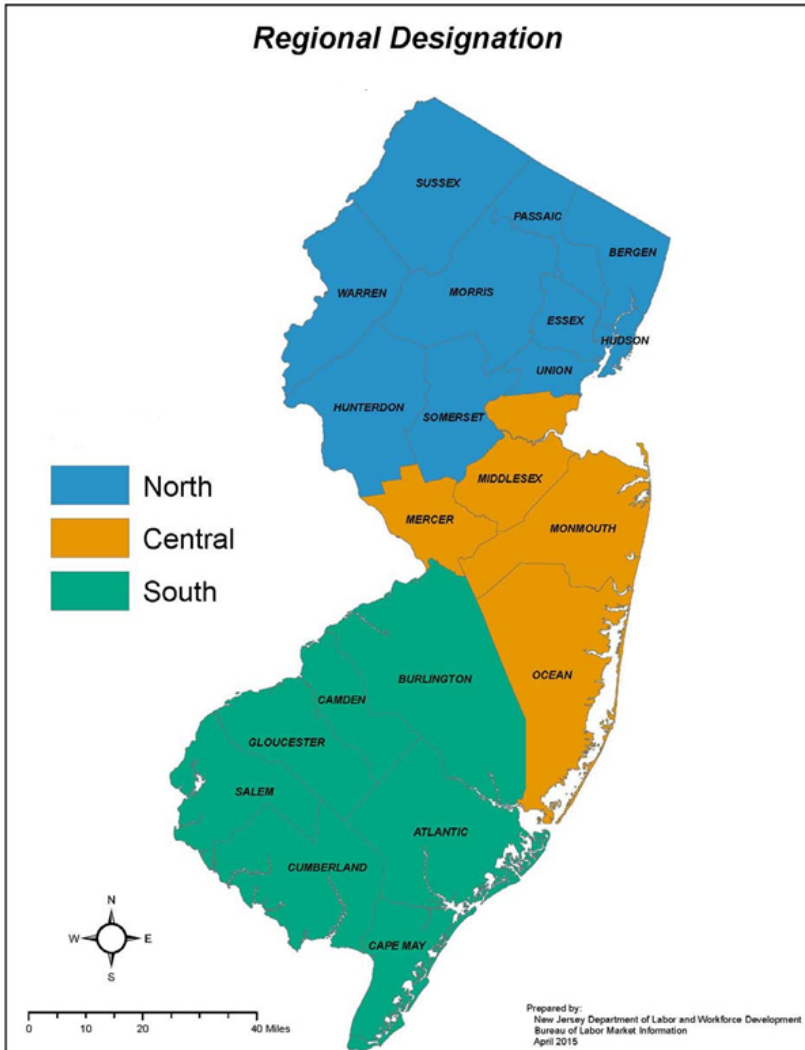 Regional Designation
SUSSEX
PASSAIC
BERGEN
WARREN
MORRIS
ESSEX
HUDSON
UNION
HUNTERDON
SOMERSET
MIDDLESEX
MERCER
MONMOUTH
North
Central
South
OCEAN
BURLINGTON
CAMDEN
GLOUCESTER
SALEM
ATLANTIC
CUMBERLAND
CAPE MAY
N
W E
S
0 10 20 40 Miles
Prepared by:
New Jersey Department of Labor and Workforce Development
Bureau of Labor Market Information
April 2015